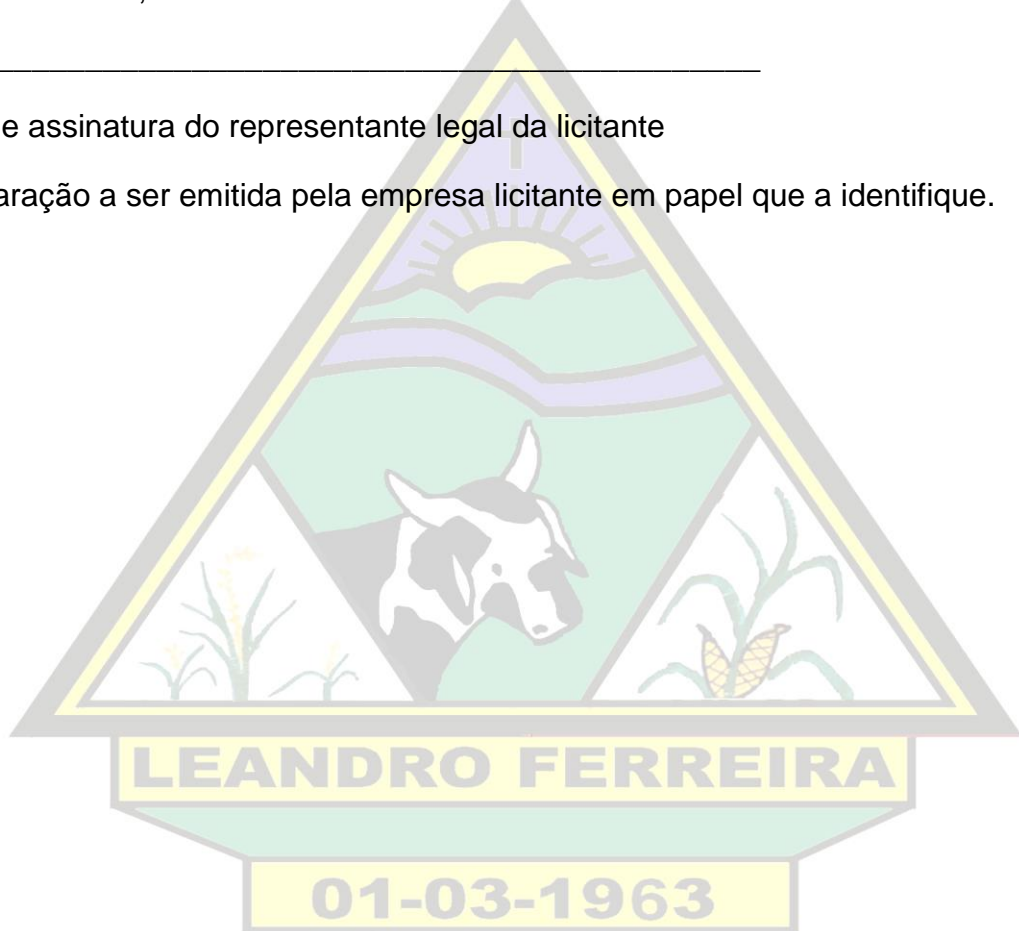 e assinatura do representante legal da licitante
aração a ser emitida pela empresa licitante em papel que a identifique.
LEANDRO FERREIRA
01-03-1963